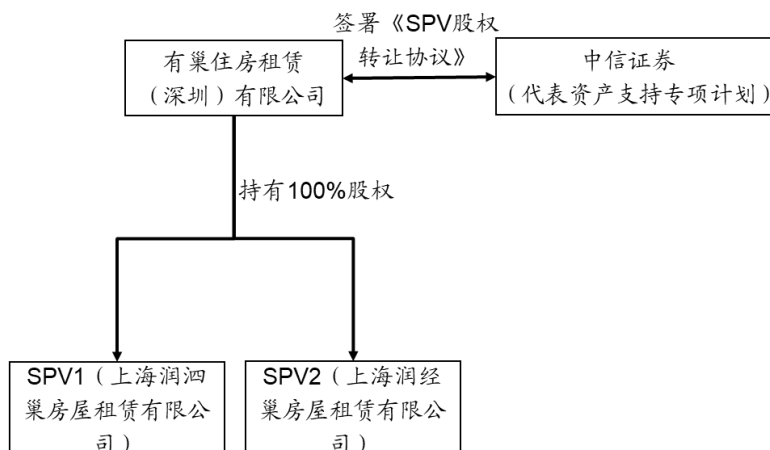 签署《SPV股权
转让协议》
有巢住房租赁
（深圳）有限公司
中信证券
（代表资产支持专项计划）
持有100%股权
SPV1（上海润泗
巢房屋租赁有限公
司）
SPV2（上海润经
巢房屋租赁有限公
司）